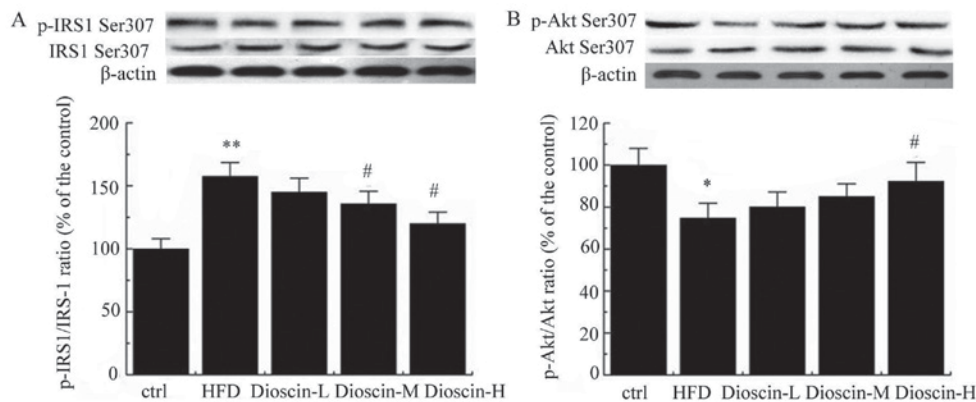 A
p-IRS1 Ser307
IRS1 Ser307
β-actin
p-IRS1/IRS-1 ratio (% of the control)
200
150
100
50
0
**
#
#
ctrl HFD Dioscin-L Dioscin-M Dioscin-H
B
p-Akt Ser307
Akt Ser307
β-actin
p-Akt/Akt ratio (% of the control)
120
100
80
60
40
20
0
*
#
ctrl HFD Dioscin-L Dioscin-M Dioscin-H